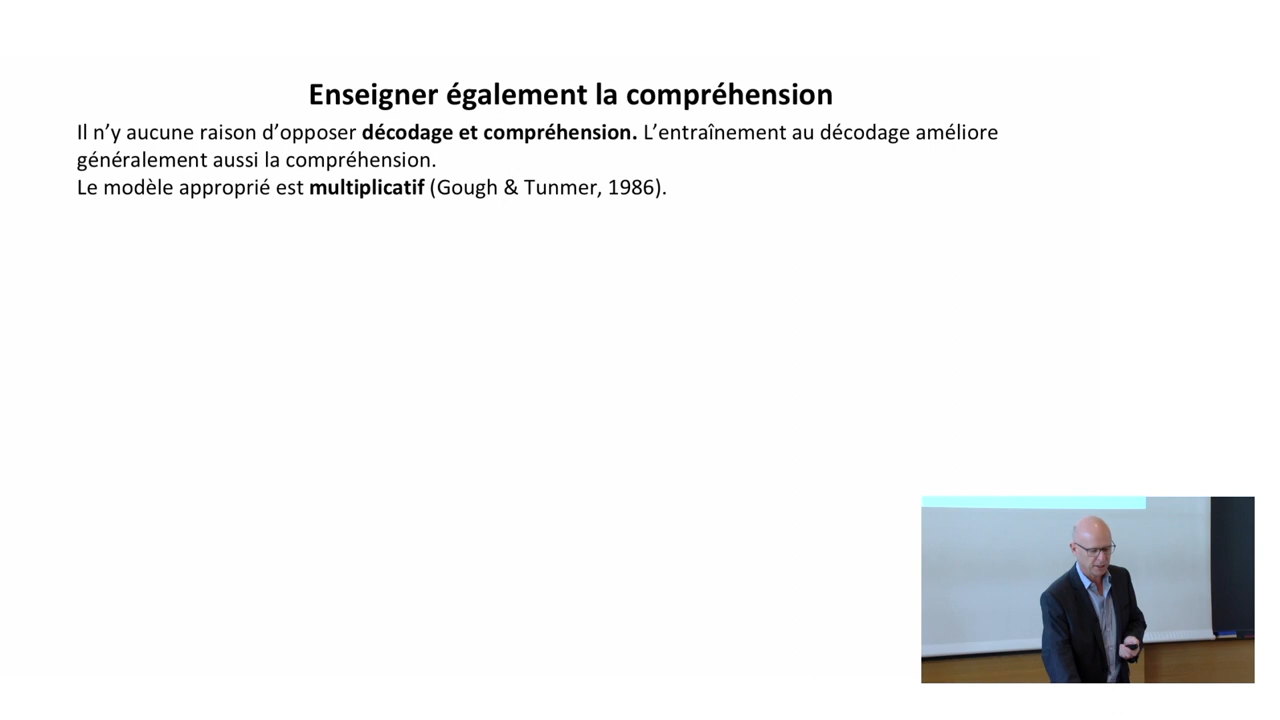 Enseigner également la compréhension
Il n’y aucune raison d’opposer décodage et compréhension. L’entraînement au décodage améliore
généralement aussi la compréhension.
Le modèle approprié est multiplicatif (Gough & Tunmer, 1986).